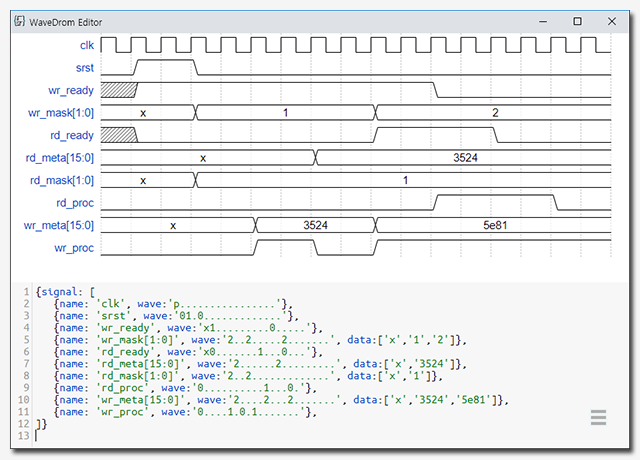 WaveDrom Editor
clk
srst
wr_ready
wr_mask[1:0] x 1 2
rd_ready
rd_meta[15:0] x 3524
rd_mask[1:0] x 1
rd_proc
wr_meta[15:0] x 3524 5e81
wr_proc
1 {signal: [
2 {name: 'clk', wave:'p................'},
3 {name: 'srst', wave:'01.0.............'},
4 {name: 'wr_ready', wave:'x1.........0.....'},
5 {name: 'wr_mask[1:0]', wave:'2..2.....2.......', data:['x','1','2']},
6 {name: 'rd_ready', wave:'x0.......1...0...'},
7 {name: 'rd_meta[15:0]', wave:'2......2.........', data:['x','3524']},
8 {name: 'rd_mask[1:0]', wave:'2..2.............', data:['x','1']},
9 {name: 'rd_proc', wave:'0..........1...0.'},
10 {name: 'wr_meta[15:0]', wave:'2....2...2.......', data:['x','3524','5e81']},
11 {name: 'wr_proc', wave:'0....1.0.1.......'},
12 ]}
13